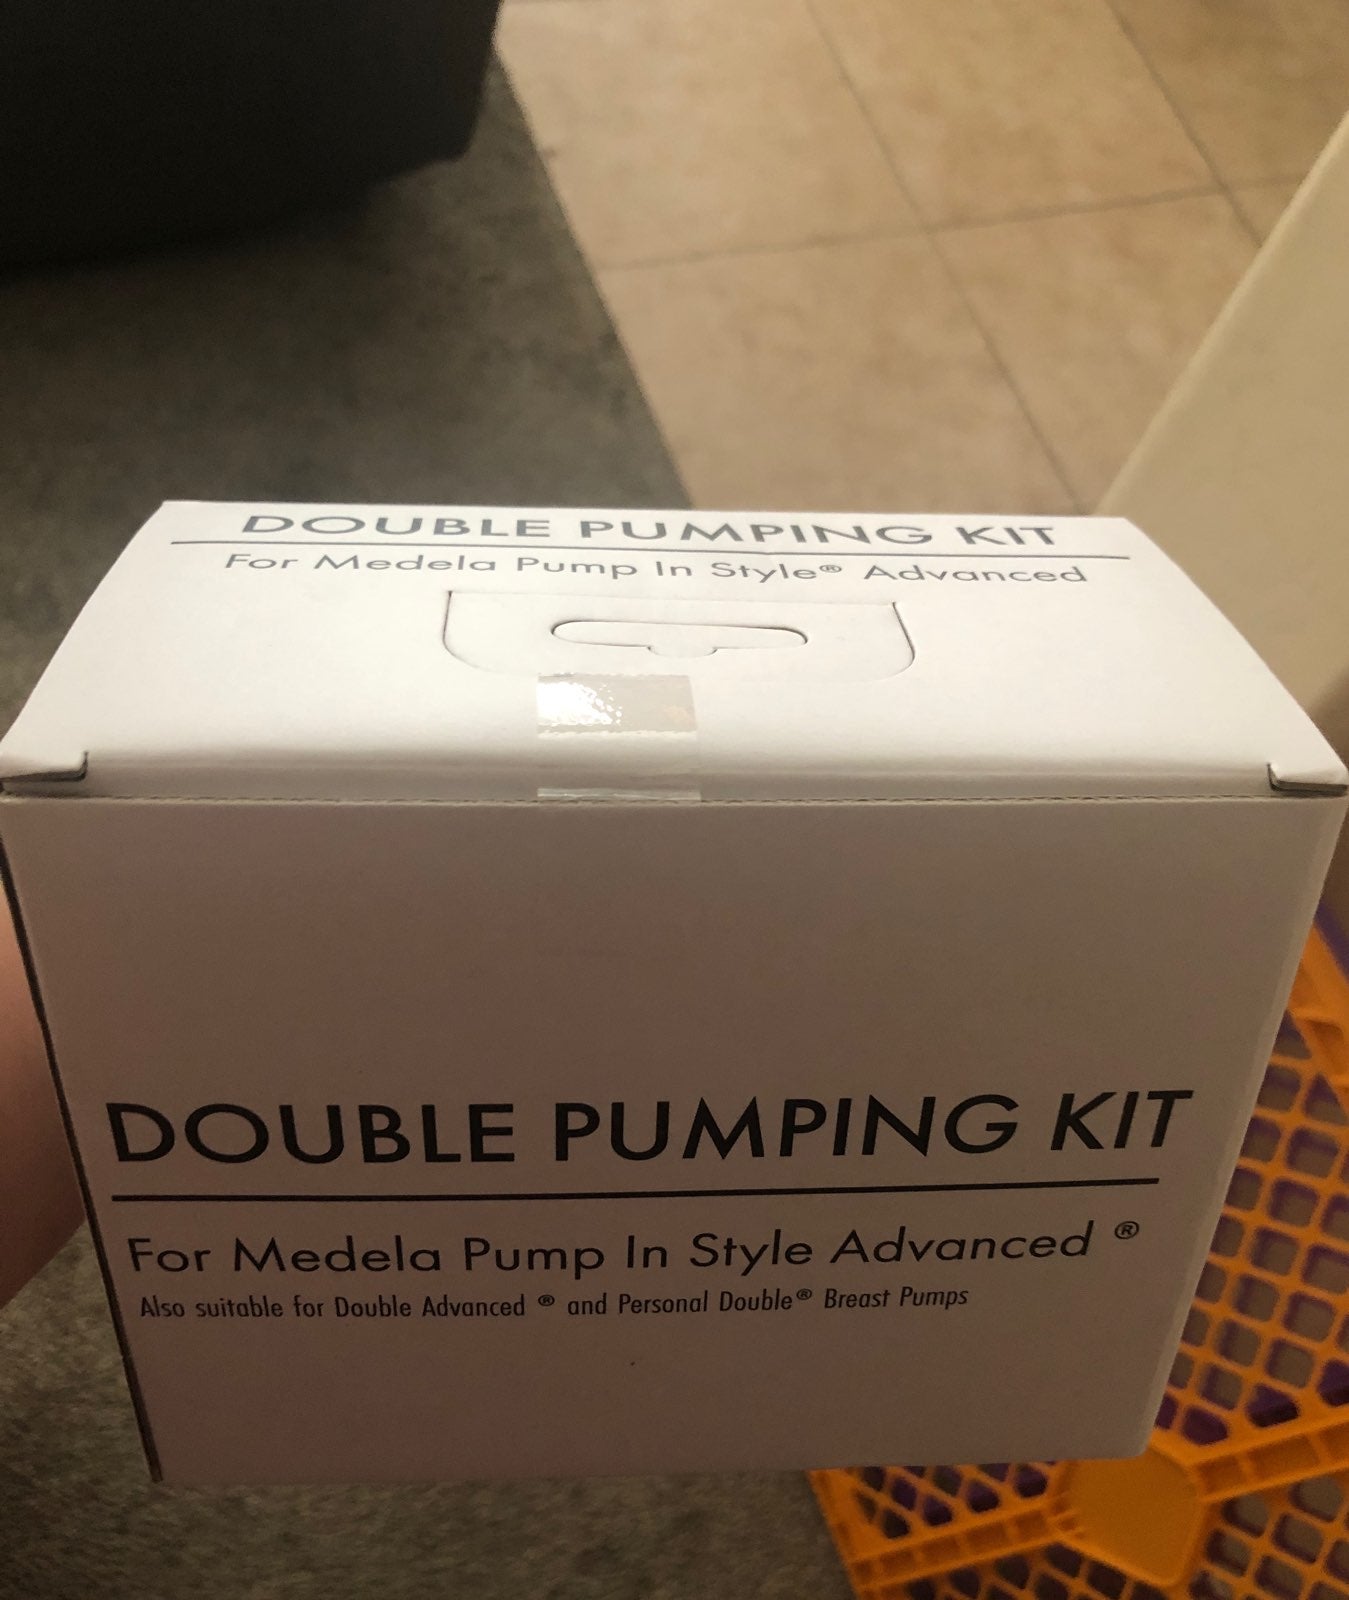 DOUBLE PUMPING KIT
For Medela Pump In Style® Advanced
DOUBLE PUMPING KIT
For Medela Pump In Style Advanced ®
Also suitable for Double Advanced ® and Personal Double® Breast Pumps